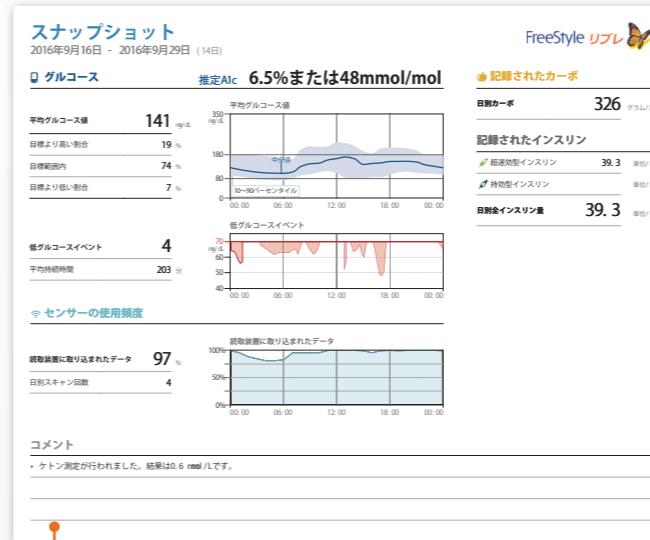 スナップショット
2016年9月16日 - 2016年9月29日 (14日)
FreeStyle リブレ
グルコース
推定A1c 6.5%または48mmol/mol
平均グルコース値 141 mg/dL
目標より高い割合 19 %
目標範囲内 74 %
目標より低い割合 7 %
平均グルコース値
350
mg/dL
180
80
0
中央値
10~90パーセンタイル
00:00 06:00 12:00 18:00 00:00
低グルコースイベント 4
平均持続時間 203 分
低グルコースイベント
70
mg/dL
60
50
40
00:00 06:00 12:00 18:00 00:00
センサーの使用頻度
読取装置に取り込まれたデータ 97 %
日別スキャン回数 4
読取装置に取り込まれたデータ
100%
50%
0%
00:00 06:00 12:00 18:00 00:00
記録されたカーボ
日別カーボ 326 グラム/
記録されたインスリン
超速効型インスリン 39.3 単位/
持効型インスリン 単位/
日別全インスリン量 39.3 単位/
コメント
• ケトン測定が行われました。結果は0.6 mmol/Lです。